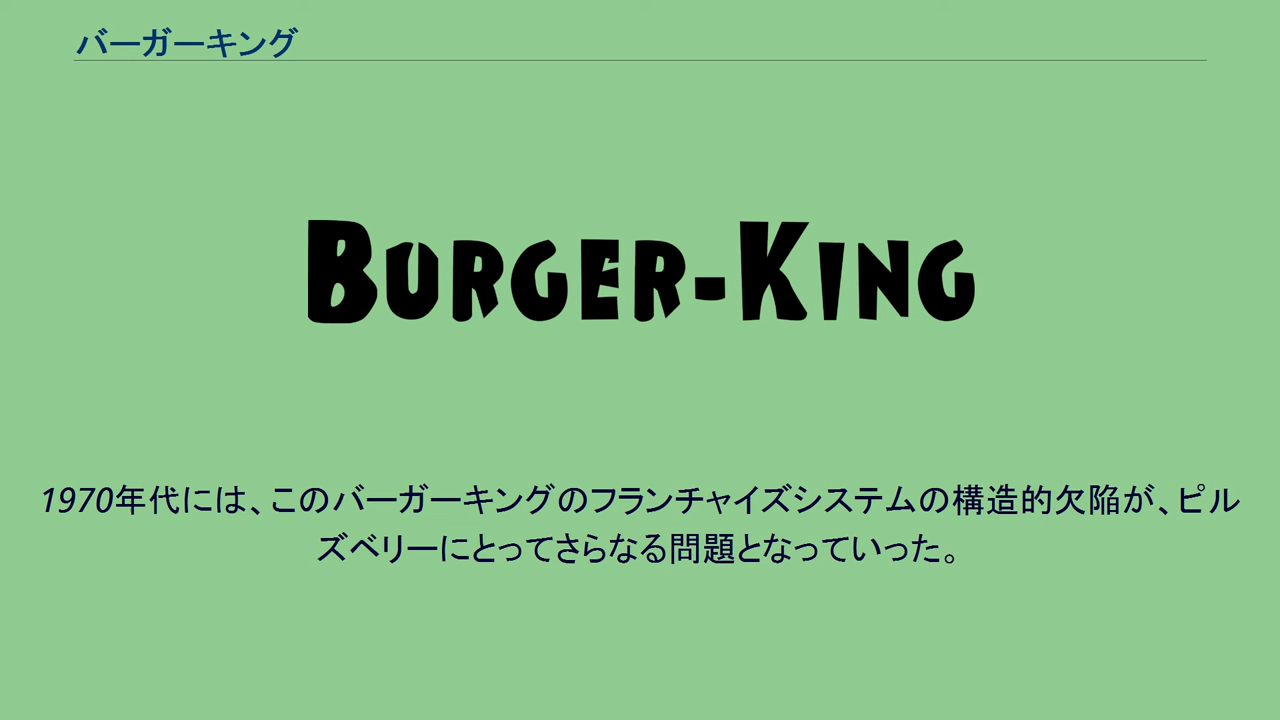 バーガーキング
BURGER-KING
1970年代には、このバーガーキングのフランチャイズシステムの構造的欠陥が、ピル
ズベリーにとってさらなる問題となっていった。